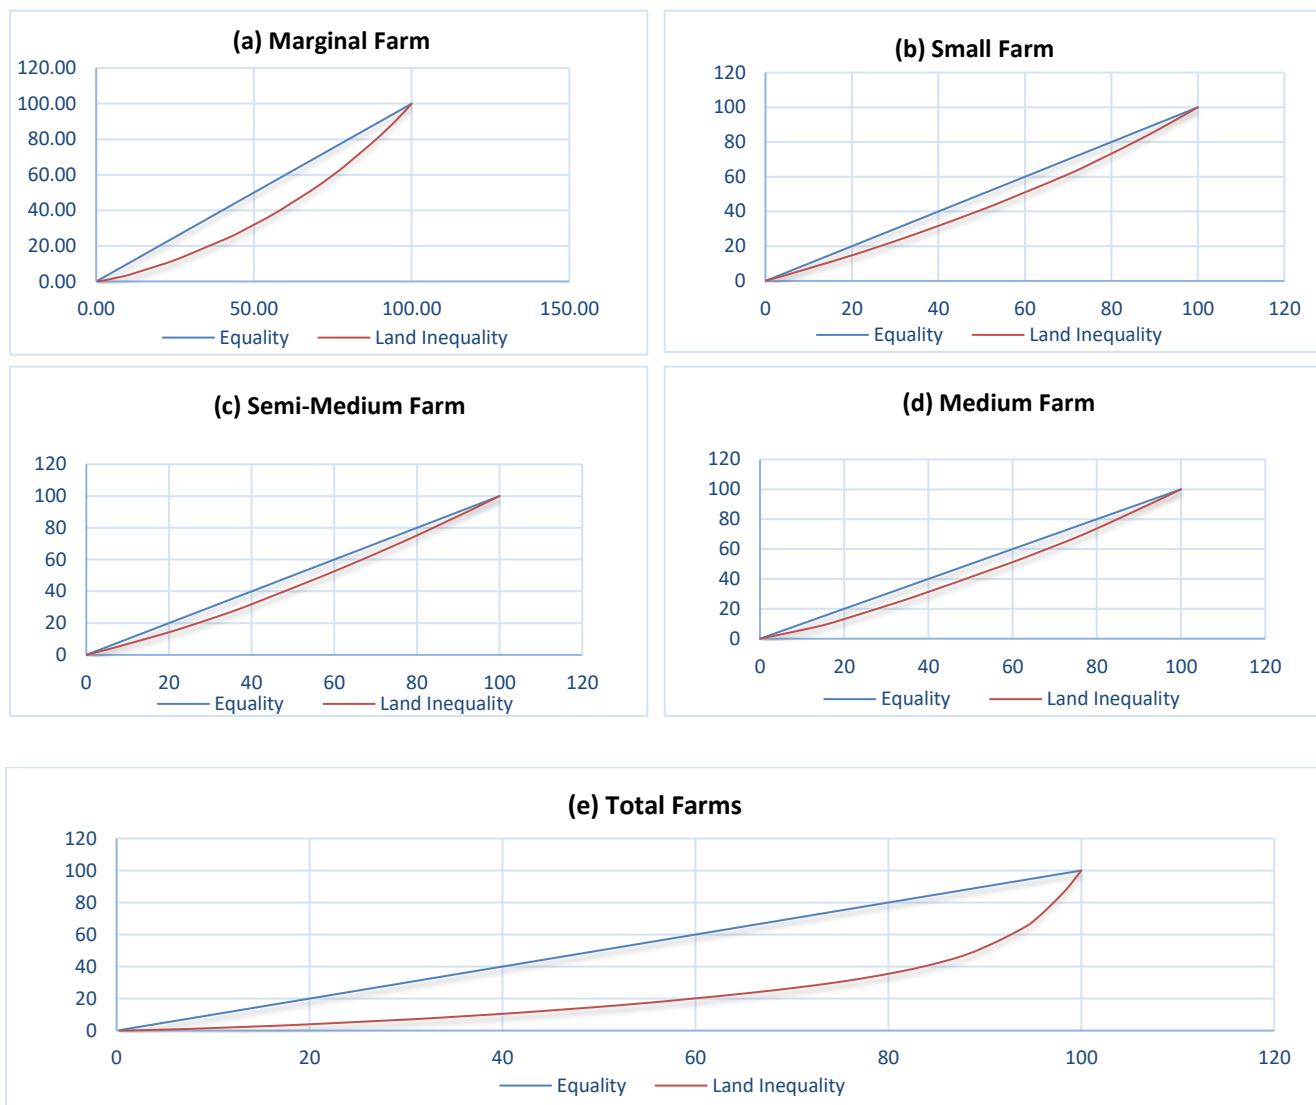 (a) Marginal Farm
120.00
100.00
80.00
60.00
40.00
20.00
0.00
0.00 50.00 100.00 150.00
Equality Land Inequality
(b) Small Farm
120
100
80
60
40
20
0
0 20 40 60 80 100 120
Equality Land Inequality
(c) Semi-Medium Farm
120
100
80
60
40
20
0
0 20 40 60 80 100 120
Equality Land Inequality
(d) Medium Farm
120
100
80
60
40
20
0
0 20 40 60 80 100 120
Equality Land Inequality
(e) Total Farms
120
100
80
60
40
20
0
0 20 40 60 80 100 120
Equality Land Inequality